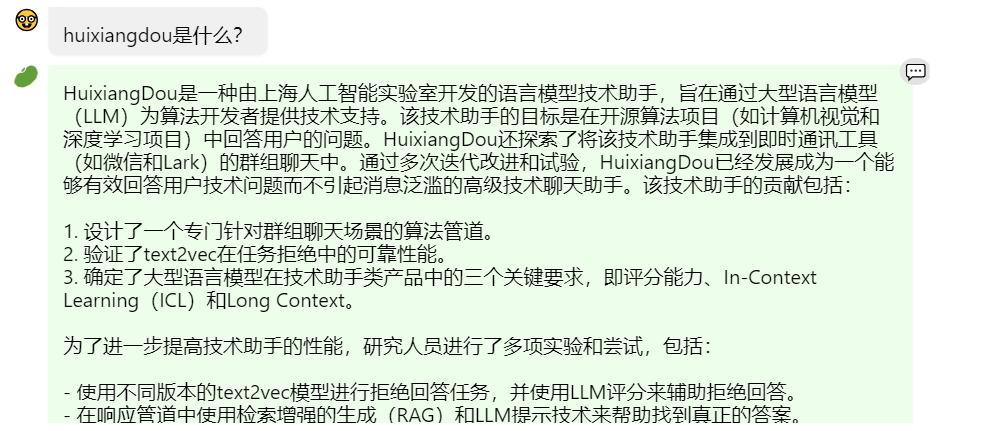 huixiangdou是什么？
HuixiangDou是一种由上海人工智能实验室开发的语言模型技术助手，旨在通过大型语言模型
（LLM）为算法开发者提供技术支持。该技术助手的目标是在开源算法项目（如计算机视觉和
深度学习项目）中回答用户的问题。HuixiangDou还探索了将该技术助手集成到即时通讯工具
（如微信和Lark）的群组聊天中。通过多次迭代改进和试验，HuixiangDou已经发展成为一个能
够有效回答用户技术问题而不引起消息泛滥的高级技术聊天助手。该技术助手的贡献包括：
1. 设计了一个专门针对群组聊天场景的算法管道。
2. 验证了text2vec在任务拒绝中的可靠性能。
3. 确定了大型语言模型在技术助手类产品中的三个关键要求，即评分能力、In-Context
Learning（ICL）和Long Context。
为了进一步提高技术助手的性能，研究人员进行了多项实验和尝试，包括：
- 使用不同版本的text2vec模型进行拒绝回答任务，并使用LLM评分来辅助拒绝回答。
- 在响应管道中使用检索增强的生成（RAG）和LLM提示技术来帮助找到真正的答案。